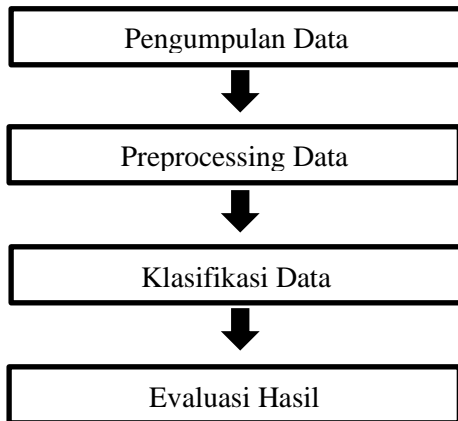 Pengumpulan Data
Preprocessing Data
Klasifikasi Data
Evaluasi Hasil